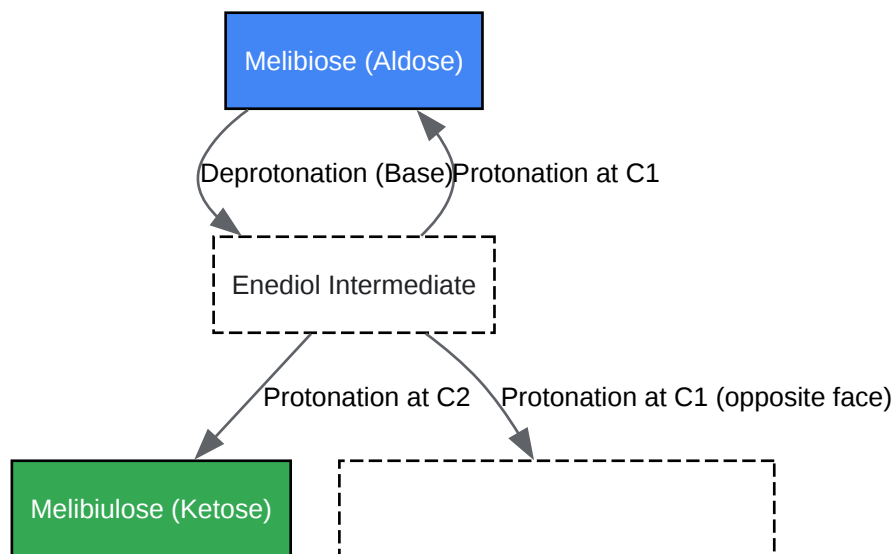 Melibiose (Aldose)
Deprotonation (Base)
Protonation at C1
Enediol Intermediate
Protonation at C2
Protonation at C1 (opposite face)
Melibiulose (Ketose)